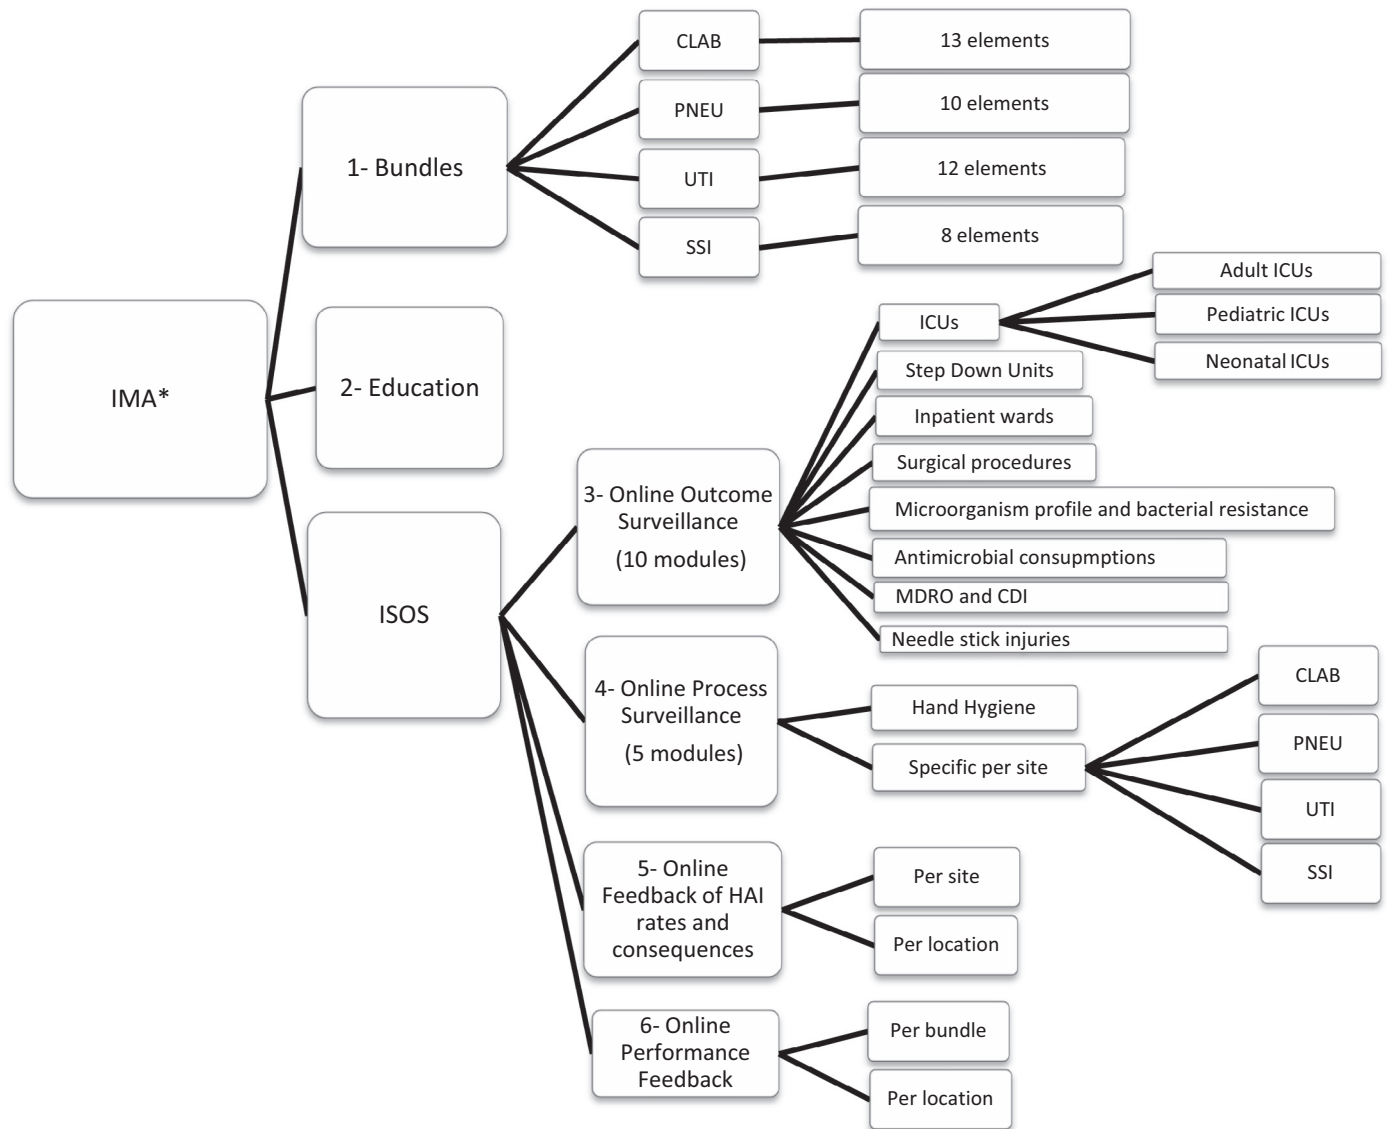 CLAB
13 elements
PNEU
10 elements
1- Bundles
UTI
12 elements
SSI
8 elements
IMA*
2- Education
ISOS
3- Online Outcome
Surveillance
(10 modules)
ICUs
Adult ICUs
Pediatric ICUs
Neonatal ICUs
Step Down Units
Inpatient wards
Surgical procedures
Microorganism profile and bacterial resistance
Antimicrobial consupmptions
MDRO and CDI
Needle stick injuries
4- Online Process
Surveillance
(5 modules)
Hand Hygiene
Specific per site
CLAB
PNEU
UTI
SSI
5- Online
Feedback of HAI
rates and
consequences
Per site
Per location
6- Online
Performance
Feedback
Per bundle
Per location